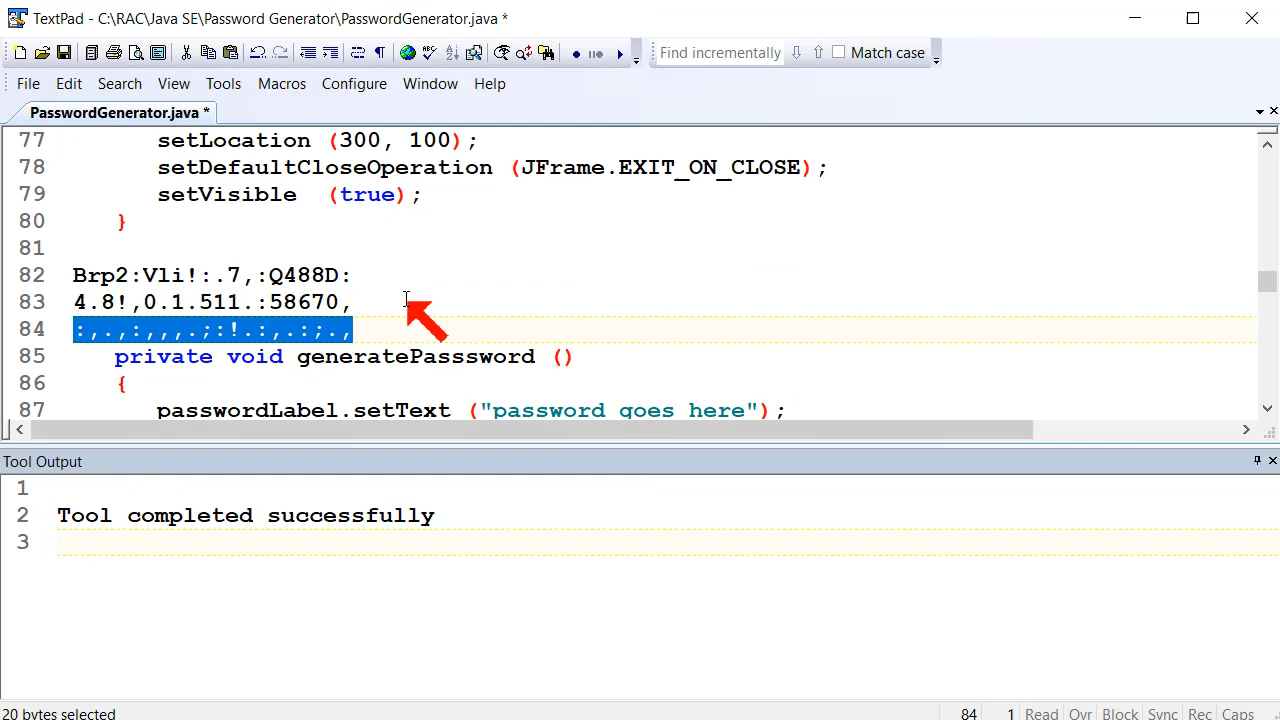 TextPad - C:\RAC\Java SE\Password Generator\PasswordGenerator.java *
Find incrementally Match case
File Edit Search View Tools Macros Configure Window Help
PasswordGenerator.java *
77 setLocation (300, 100);
78 setDefaultCloseOperation (JFrame.EXIT_ON_CLOSE);
79 setVisible (true);
80 }
81
82 Brp2:Vli!:.7,:Q488D:
83 4.8!,0.1.511.:58670,
84 :,.,:,,,.;:!.:,.:;.,
85 private void generatePasssword ()
86 {
87 passwordLabel.setText ("password goes here");
Tool Output
1
2 Tool completed successfully
3
20 bytes selected 84 1 Read Ovr Block Sync Rec Caps